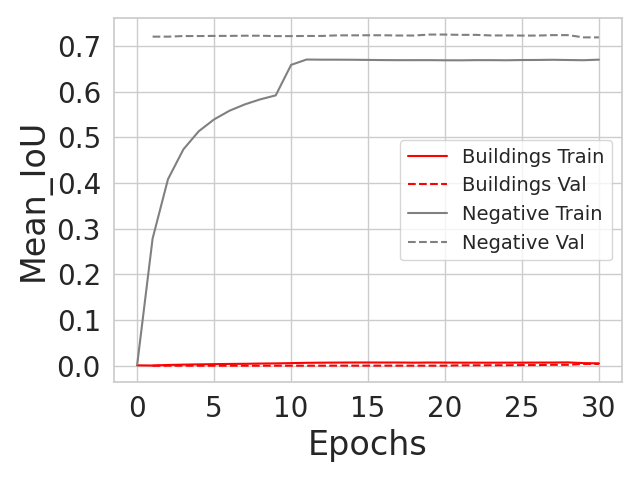 Mean_IoU
0.7
0.6
0.5
0.4
0.3
0.2
0.1
0.0
Buildings Train
Buildings Val
Negative Train
Negative Val
0 5 10 15 20 25 30
Epochs